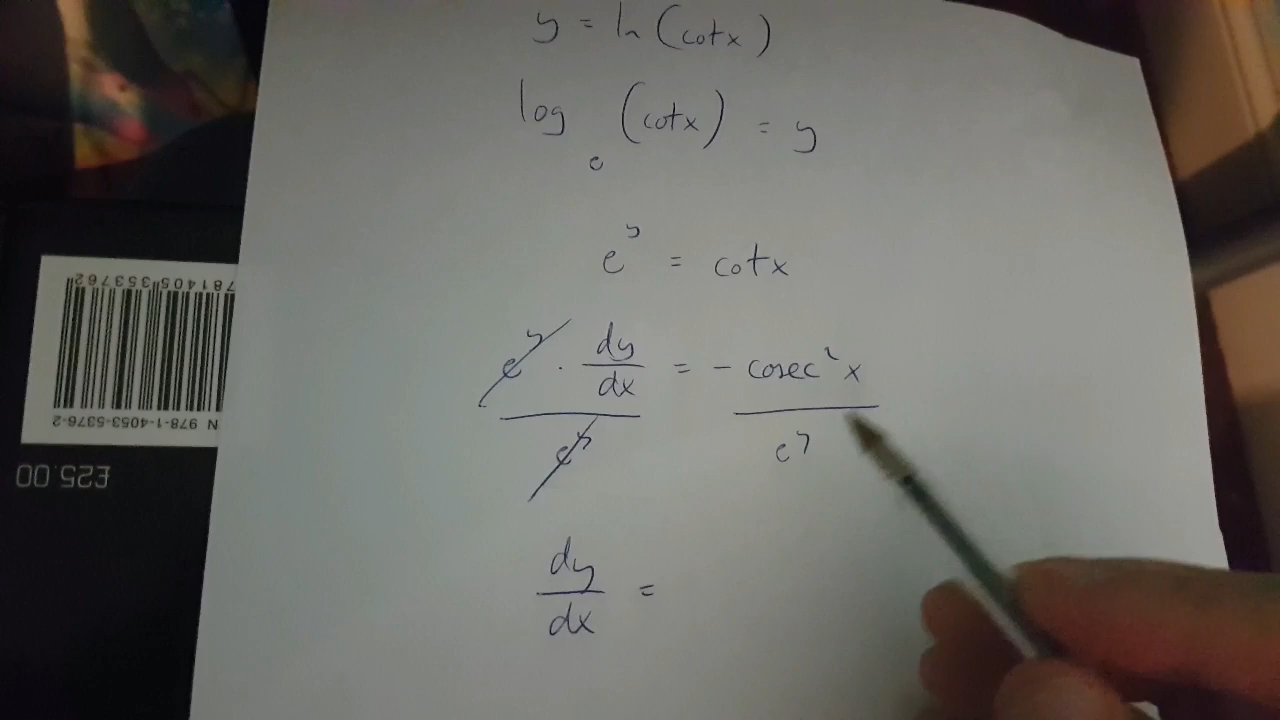 y = ln (cotx)
log e (cotx) = y
e^y = cotx
e^y · dy/dx = - cosec²x
e^y e^y
dy/dx =
9781405353762
N 978-1-4053-5376-2
£25.00